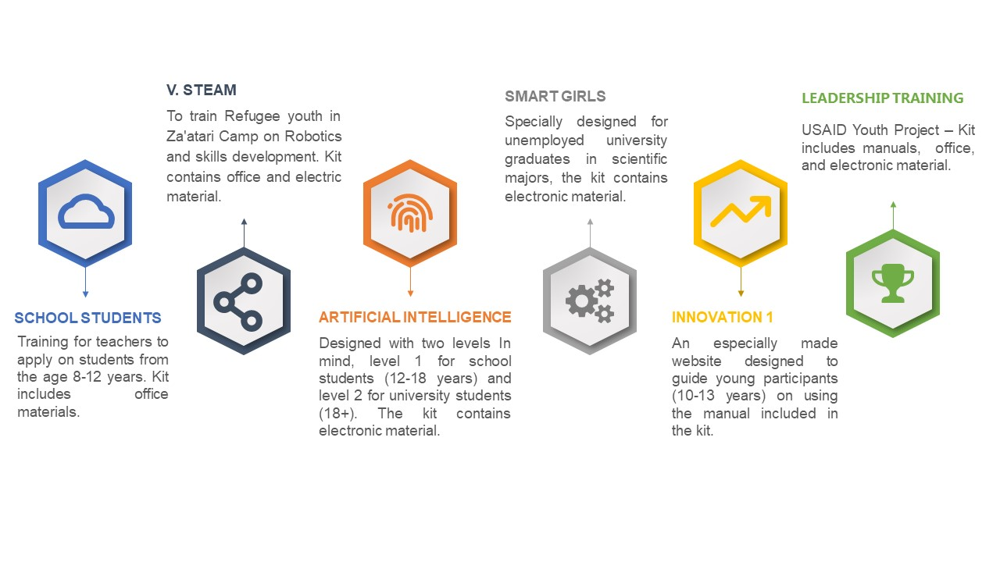 V. STEAM
To train Refugee youth in
Za'atari Camp on Robotics
and skills development. Kit
contains office and electric
material.
SMART GIRLS
Specially designed for
unemployed university
graduates in scientific
majors, the kit contains
electronic material.
LEADERSHIP TRAINING
USAID Youth Project – Kit
includes manuals, office,
and electronic material.
SCHOOL STUDENTS
Training for teachers to
apply on students from
the age 8-12 years. Kit
includes office
materials.
ARTIFICIAL INTELLIGENCE
Designed with two levels In
mind, level 1 for school
students (12-18 years) and
level 2 for university students
(18+). The kit contains
electronic material.
INNOVATION 1
An especially made
website designed to
guide young participants
(10-13 years) on using
the manual included in
the kit.